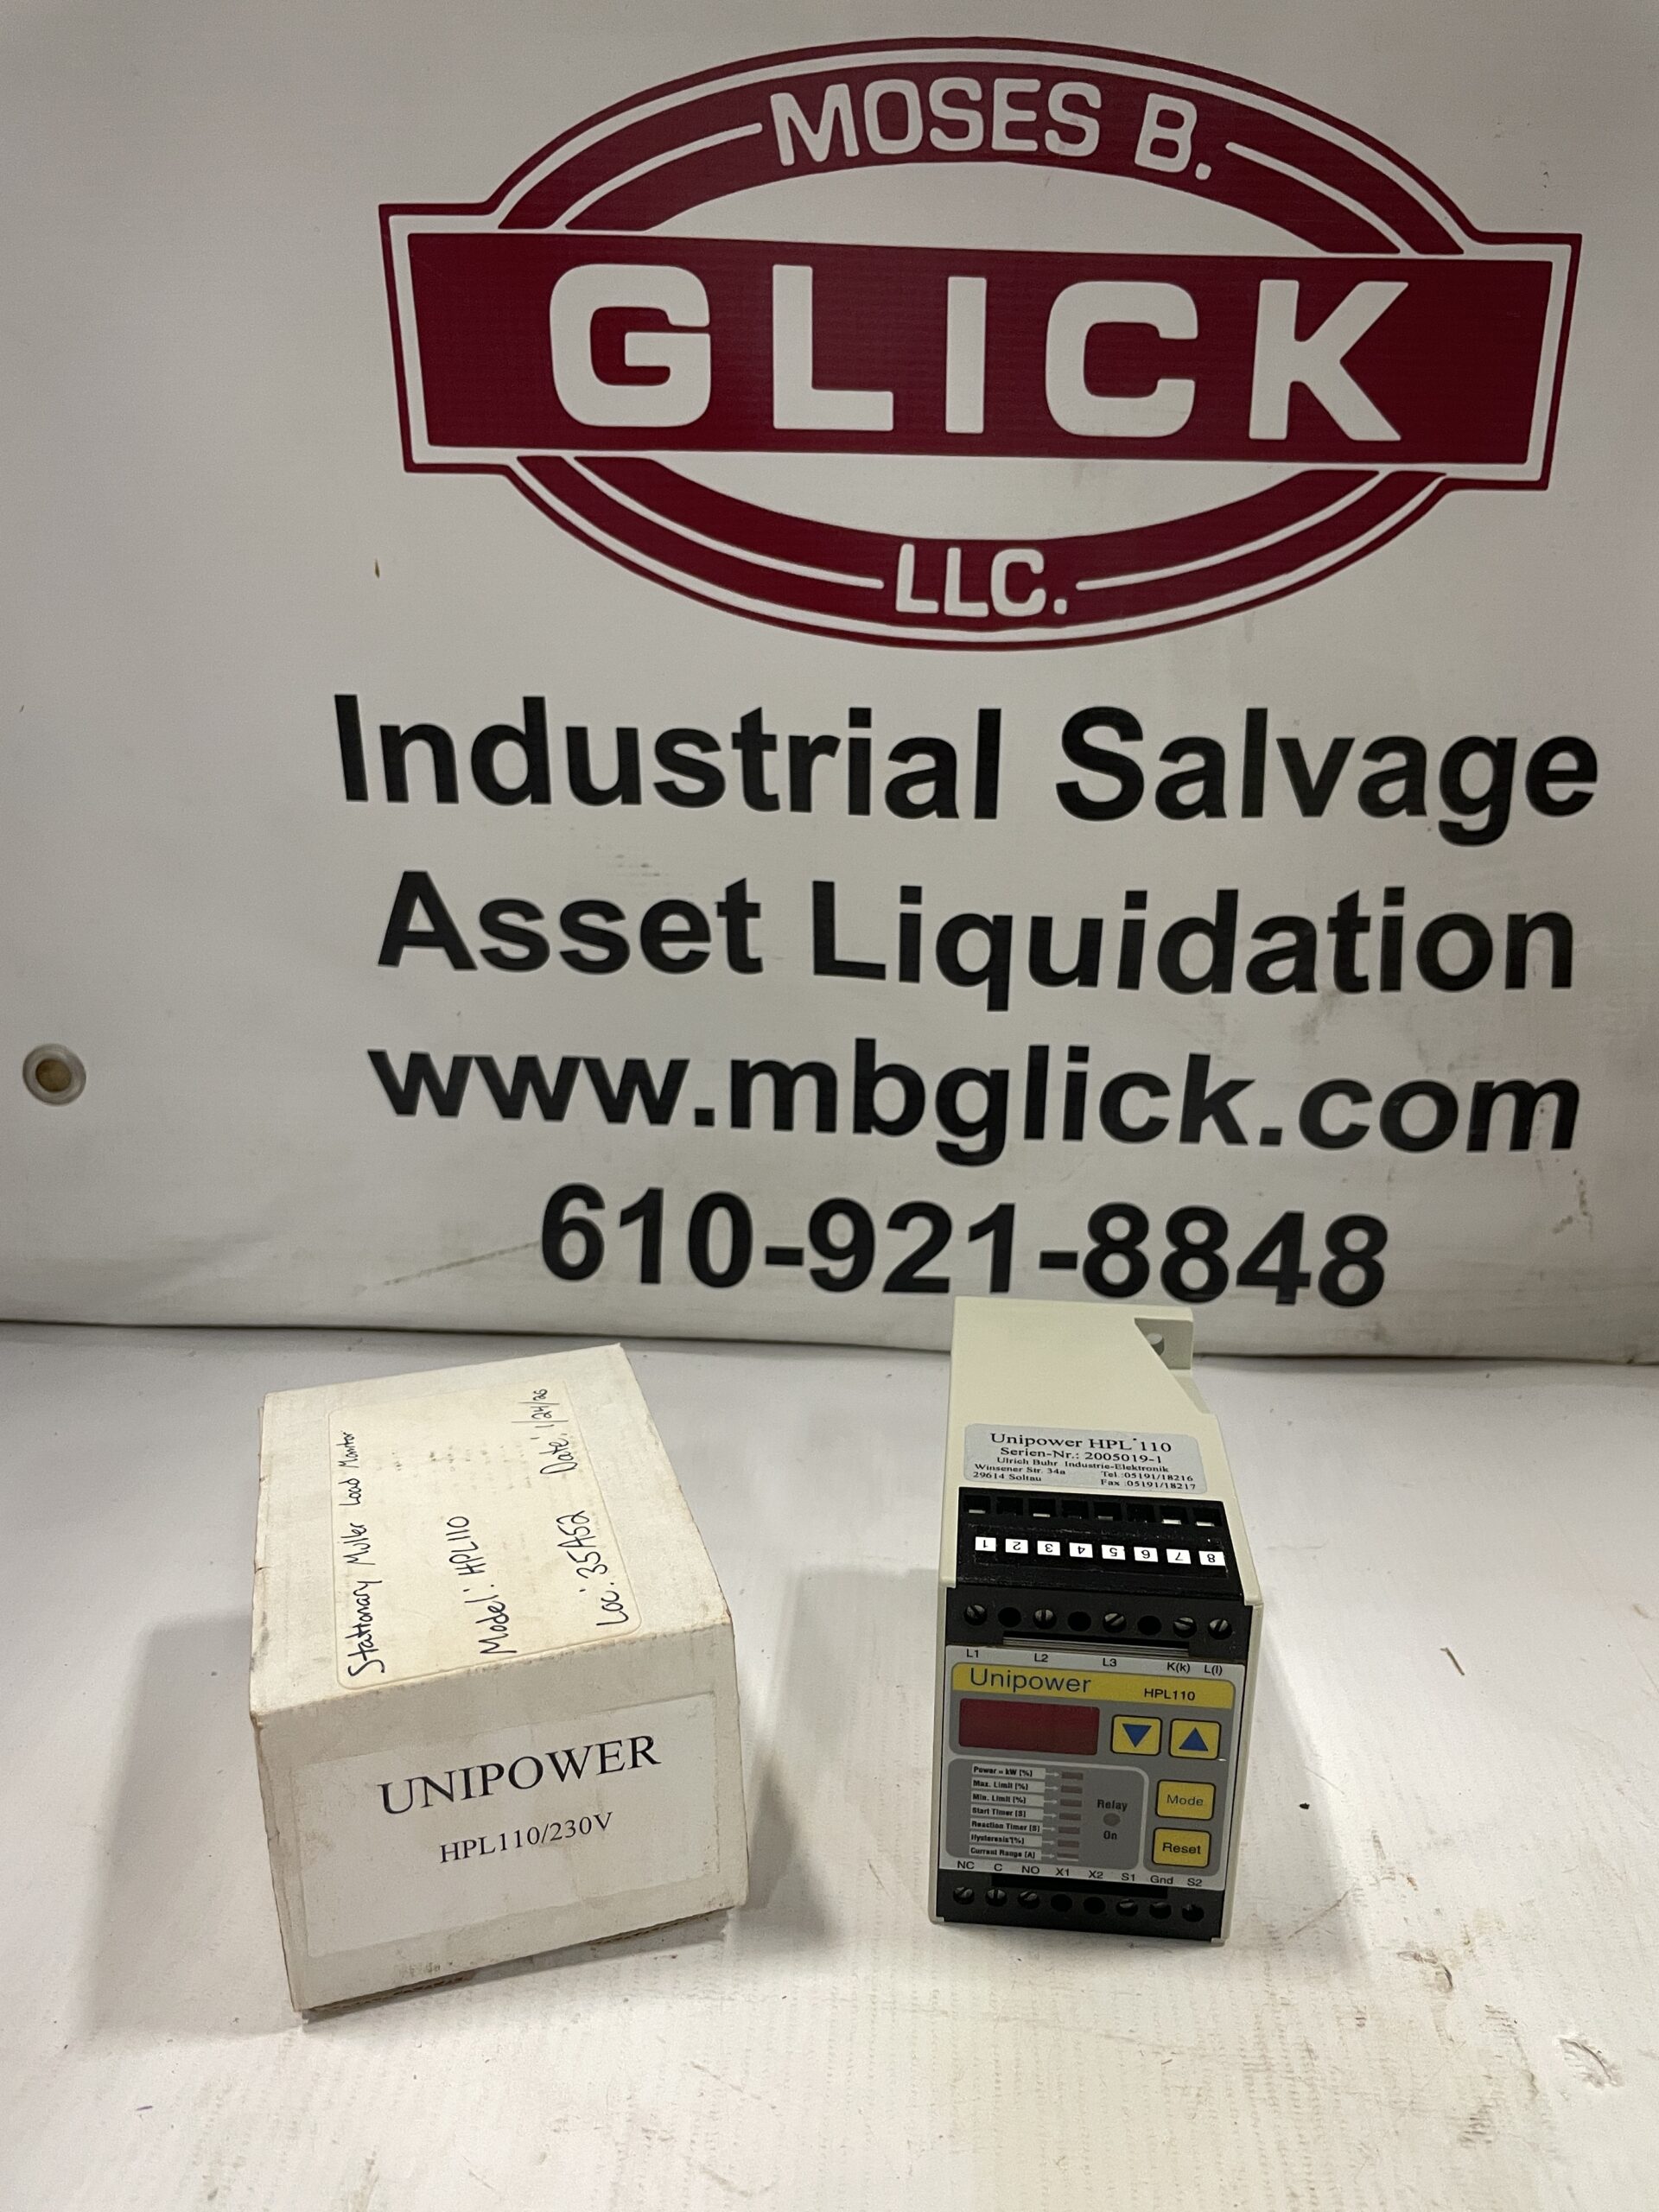 MOSES B.
GLICK
LLC.
Industrial Salvage
Asset Liquidation
www.mbglick.com
610-921-8848
Stationary Muller Load Monitor
Model: HPL110
Loc: 35A52 Date: 1/24/26
UNIPOWER
HPL110/230V
Unipower HPL 110
Serien-Nr.: 2005019-1
Ulrich Buhr Industrie-Elektronik
Winsener Str. 34a Tel :05191/18216
29614 Soltau Fax :05191/18217
1 2 3 4 5 6 7 8
L1 L2 L3 K(k) L(l)
Unipower HPL110
Power = kW [%]
Max. Limit [%]
Min. Limit [%]
Start Timer [S]
Reaction Timer [S]
Hysteresis [%]
Current Range [A]
Relay
On
Mode
Reset
NC C NO X1 X2 S1 Gnd S2